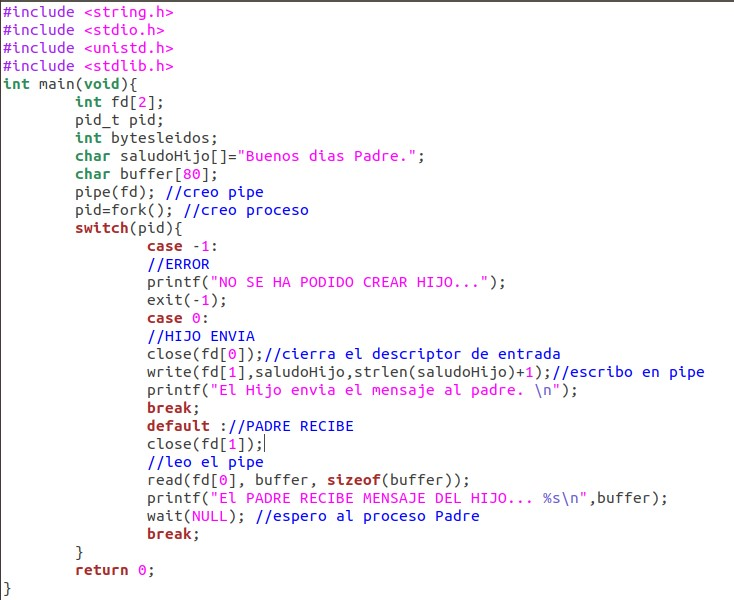 #include <string.h>
#include <stdio.h>
#include <unistd.h>
#include <stdlib.h>
int main(void){
        int fd[2];
        pid_t pid;
        int bytesleidos;
        char saludoHijo[]="Buenos dias Padre.";
        char buffer[80];
        pipe(fd); //creo pipe
        pid=fork(); //creo proceso
        switch(pid){
                case -1:
                //ERROR
                printf("NO SE HA PODIDO CREAR HIJO...");
                exit(-1);
                case 0:
                //HIJO ENVIA
                close(fd[0]);//cierra el descriptor de entrada
                write(fd[1],saludoHijo,strlen(saludoHijo)+1);//escribo en pipe
                printf("El Hijo envia el mensaje al padre. \n");
                break;
                default ://PADRE RECIBE
                close(fd[1]);
                //leo el pipe
                read(fd[0], buffer, sizeof(buffer));
                printf("El PADRE RECIBE MENSAJE DEL HIJO... %s\n",buffer);
                wait(NULL); //espero al proceso Padre
                break;
        }
        return 0;
}